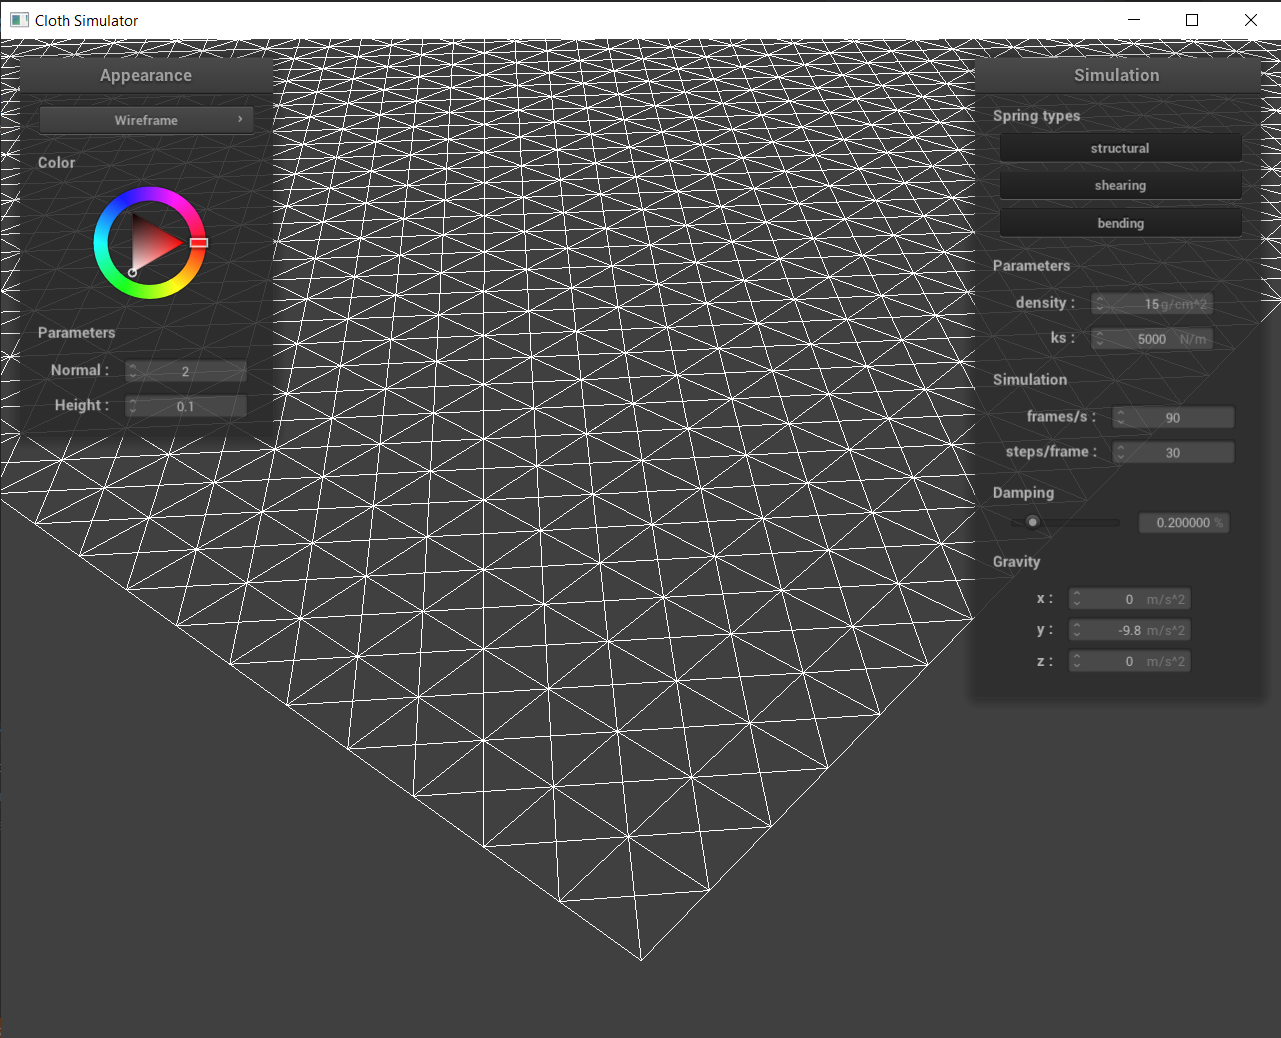 Cloth Simulator
Appearance
Wireframe
Color
Parameters
Normal : 2
Height : 0.1
Simulation
Spring types
structural
shearing
bending
Parameters
density : 15 g/cm^2
ks : 5000 N/m
Simulation
frames/s : 90
steps/frame : 30
Damping
0.200000 %
Gravity
x : 0 m/s^2
y : -9.8 m/s^2
z : 0 m/s^2